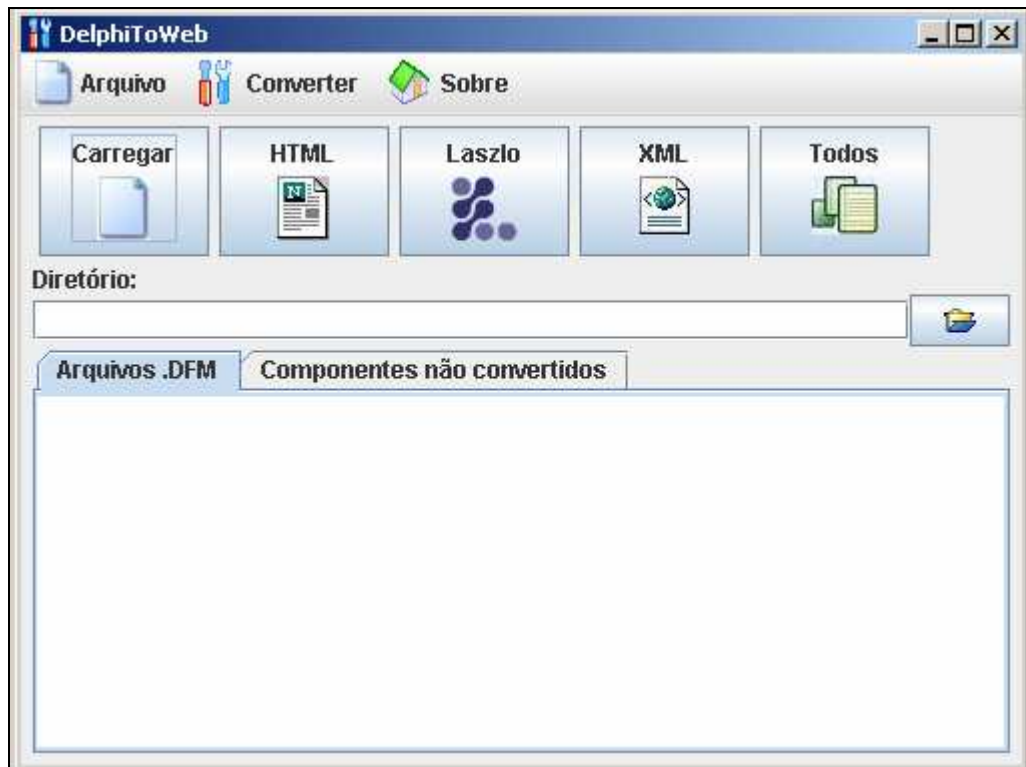 DelphiToWeb
Arquivo Converter Sobre
Carregar HTML Laszlo XML Todos
N
Diretório:
Arquivos .DFM Componentes não convertidos